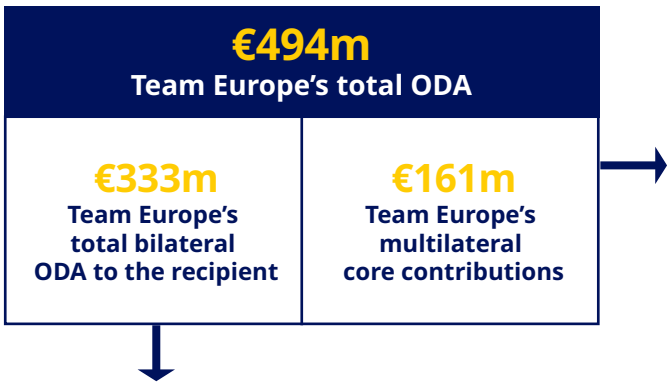 €494m
Team Europe’s total ODA
€333m
Team Europe’s
total bilateral
ODA to the recipient
€161m
Team Europe’s
multilateral
core contributions